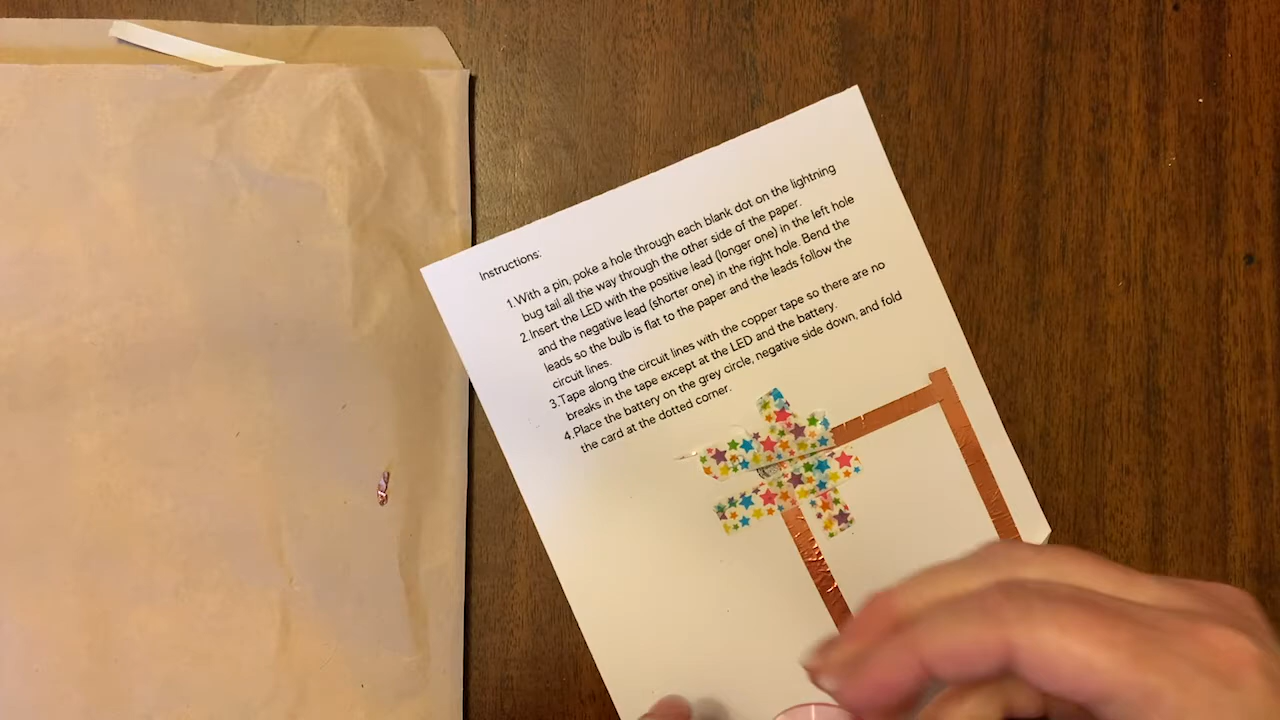 Instructions:
1.With a pin, poke a hole through each blank dot on the lightning
bug tail all the way through the other side of the paper.
2.Insert the LED with the positive lead (longer one) in the left hole
and the negative lead (shorter one) in the right hole. Bend the
leads so the bulb is flat to the paper and the leads follow the
circuit lines.
3.Tape along the circuit lines with the copper tape so there are no
breaks in the tape except at the LED and the battery.
4.Place the battery on the grey circle, negative side down, and fold
the card at the dotted corner.